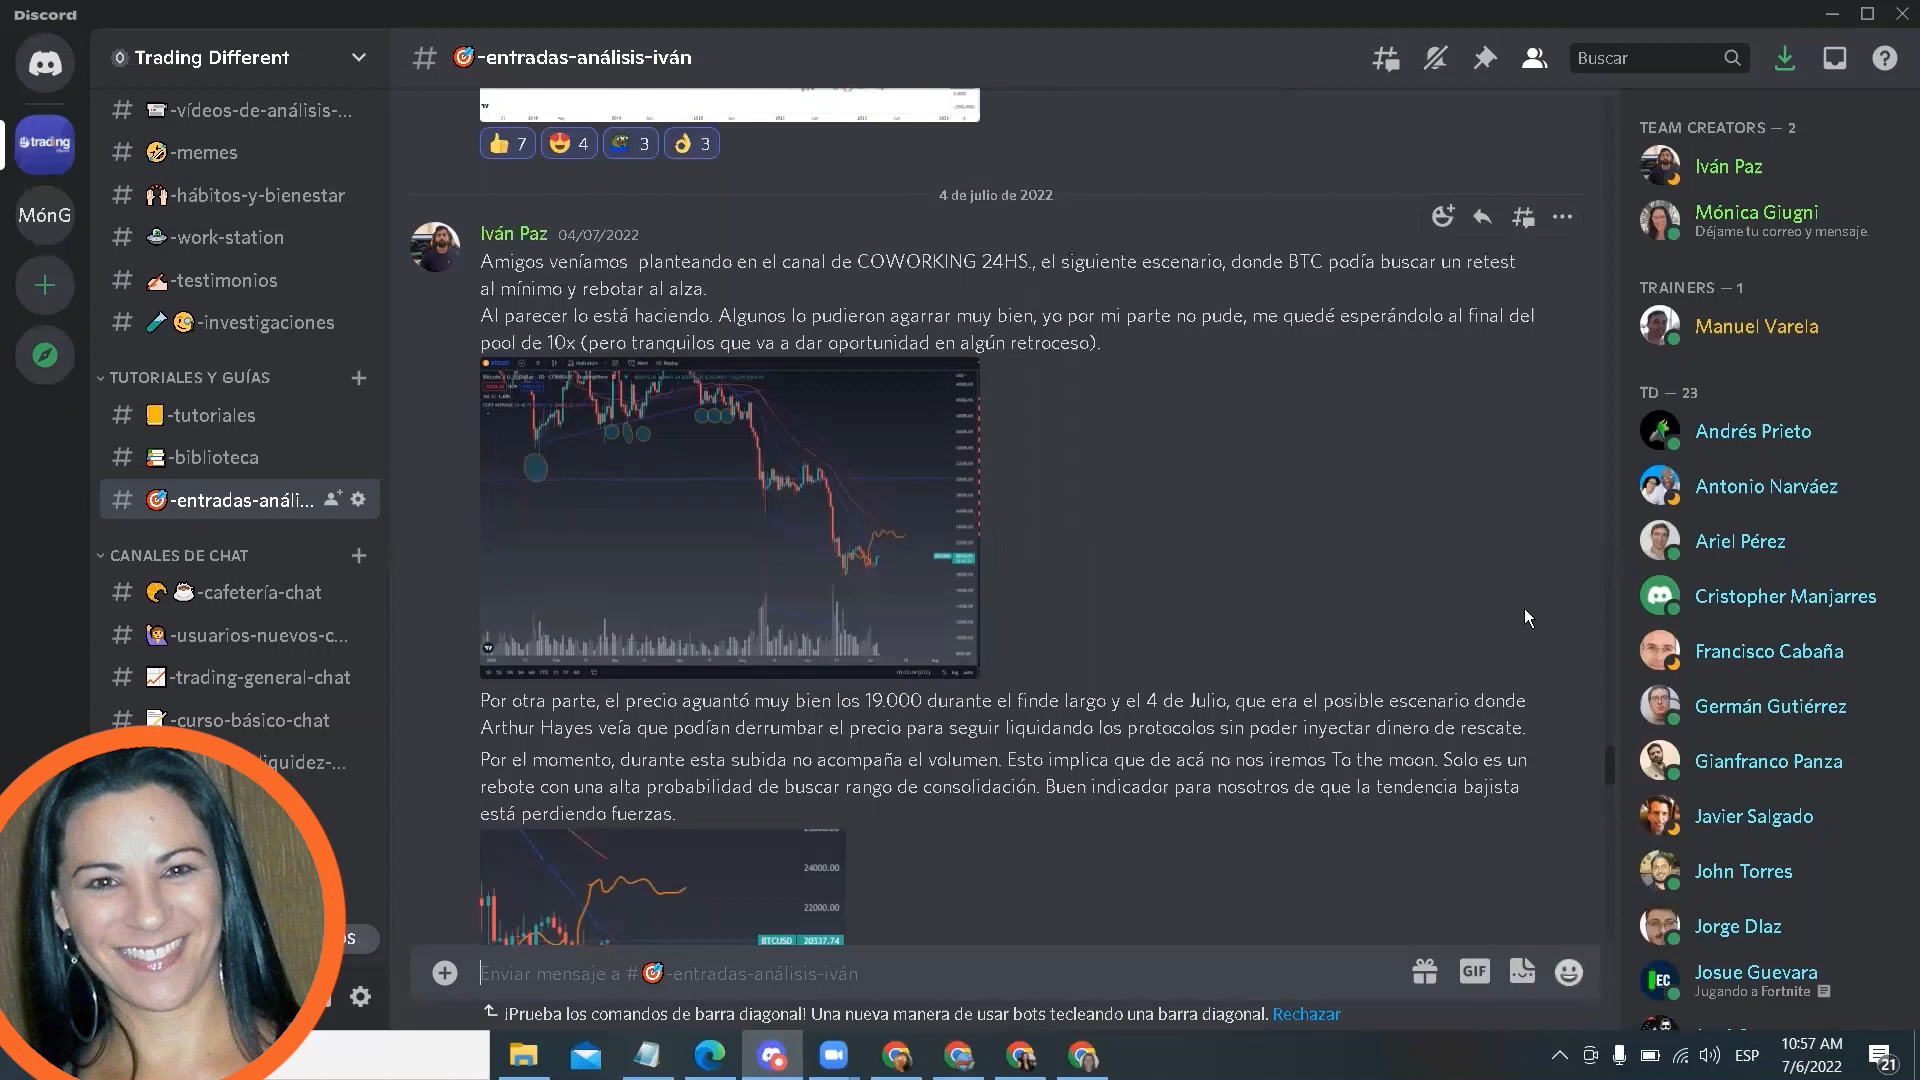 Discord
Trading Different
-entradas-análisis-iván
Buscar
trading
MónG
-vídeos-de-análisis-...
-memes
-hábitos-y-bienestar
-work-station
-testimonios
-investigaciones
TUTORIALES Y GUÍAS
-tutoriales
-biblioteca
-entradas-análi...
CANALES DE CHAT
-cafetería-chat
-usuarios-nuevos-c...
-trading-general-chat
-curso-básico-chat
iquidez-...
7
4
3
3
4 de julio de 2022
Iván Paz 04/07/2022
Amigos veníamos planteando en el canal de COWORKING 24HS., el siguiente escenario, donde BTC podía buscar un retest
al mínimo y rebotar al alza.
Al parecer lo está haciendo. Algunos lo pudieron agarrar muy bien, yo por mi parte no pude, me quedé esperándolo al final del
pool de 10x (pero tranquilos que va a dar oportunidad en algún retroceso).
Por otra parte, el precio aguantó muy bien los 19.000 durante el finde largo y el 4 de Julio, que era el posible escenario donde
Arthur Hayes veía que podían derrumbar el precio para seguir liquidando los protocolos sin poder inyectar dinero de rescate.
Por el momento, durante esta subida no acompaña el volumen. Esto implica que de acá no nos iremos To the moon. Solo es un
rebote con una alta probabilidad de buscar rango de consolidación. Buen indicador para nosotros de que la tendencia bajista
está perdiendo fuerzas.
24000.00
22000.00
BTCUSD 20337.74
Enviar mensaje a #-entradas-análisis-iván
GIF
¡Prueba los comandos de barra diagonal! Una nueva manera de usar bots tecleando una barra diagonal. Rechazar
TEAM CREATORS — 2
Iván Paz
Mónica Giugni
Déjame tu correo y mensaje.
TRAINERS — 1
Manuel Varela
TD — 23
Andrés Prieto
Antonio Narváez
Ariel Pérez
Cristopher Manjarres
Francisco Cabaña
Germán Gutiérrez
Gianfranco Panza
Javier Salgado
John Torres
Jorge DIaz
EC
Josue Guevara
Jugando a Fortnite
ESP
10:57 AM
7/6/2022
21